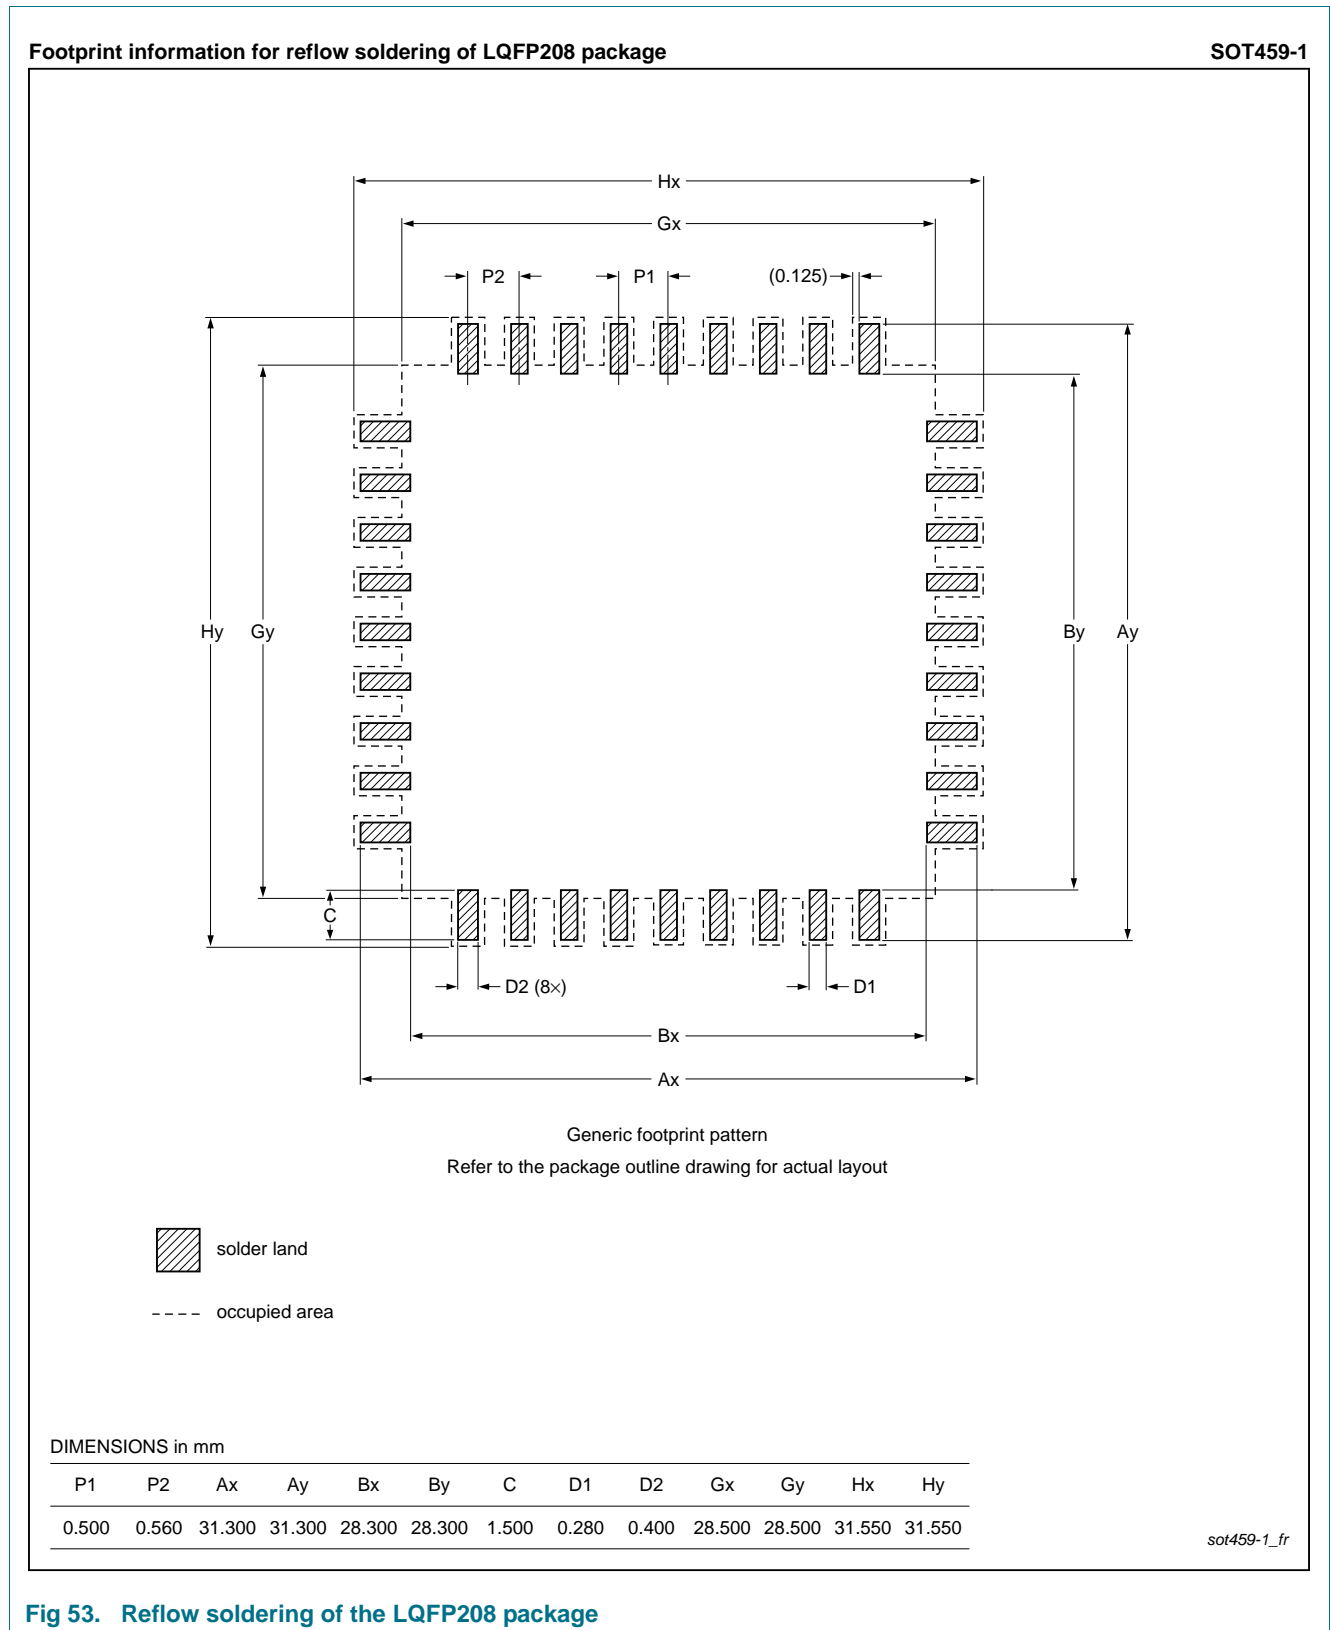 Footprint information for reflow soldering of LQFP208 package SOT459-1
Hx
Gx
P2 P1 (0.125)
Hy Gy By Ay
C
D2 (8×) D1
Bx
Ax
Generic footprint pattern
Refer to the package outline drawing for actual layout
solder land
occupied area
DIMENSIONS in mm
P1 P2 Ax Ay Bx By C D1 D2 Gx Gy Hx Hy
0.500 0.560 31.300 31.300 28.300 28.300 1.500 0.280 0.400 28.500 28.500 31.550 31.550
sot459-1_fr
Fig 53. Reflow soldering of the LQFP208 package